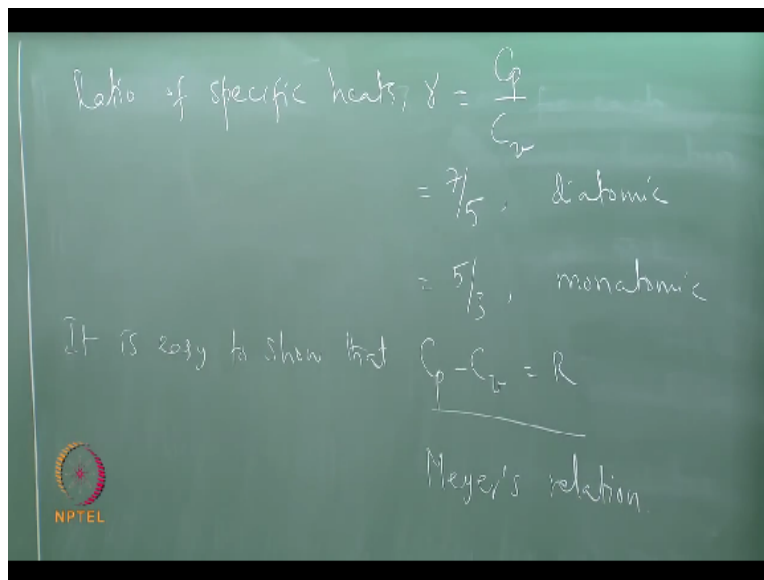 Ratio of specific heats, γ = Cp / Cv
= 7/5, diatomic
= 5/3, monatomic
It is easy to show that Cp - Cv = R
Meyer's relation.
NPTEL